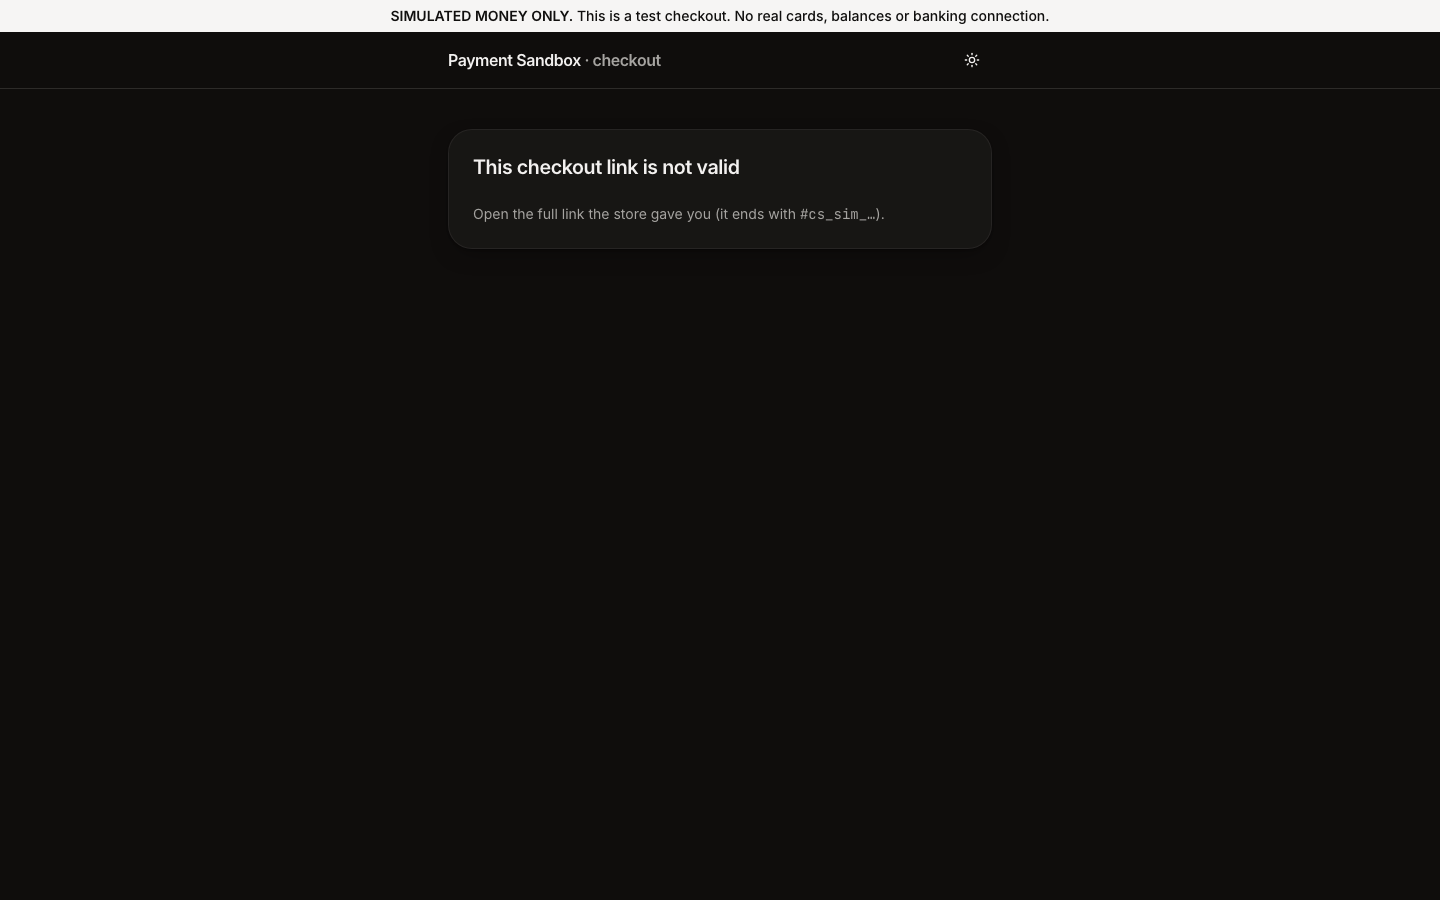 SIMULATED MONEY ONLY. This is a test checkout. No real cards, balances or banking connection.
Payment Sandbox · checkout
This checkout link is not valid
Open the full link the store gave you (it ends with #cs_sim_…).